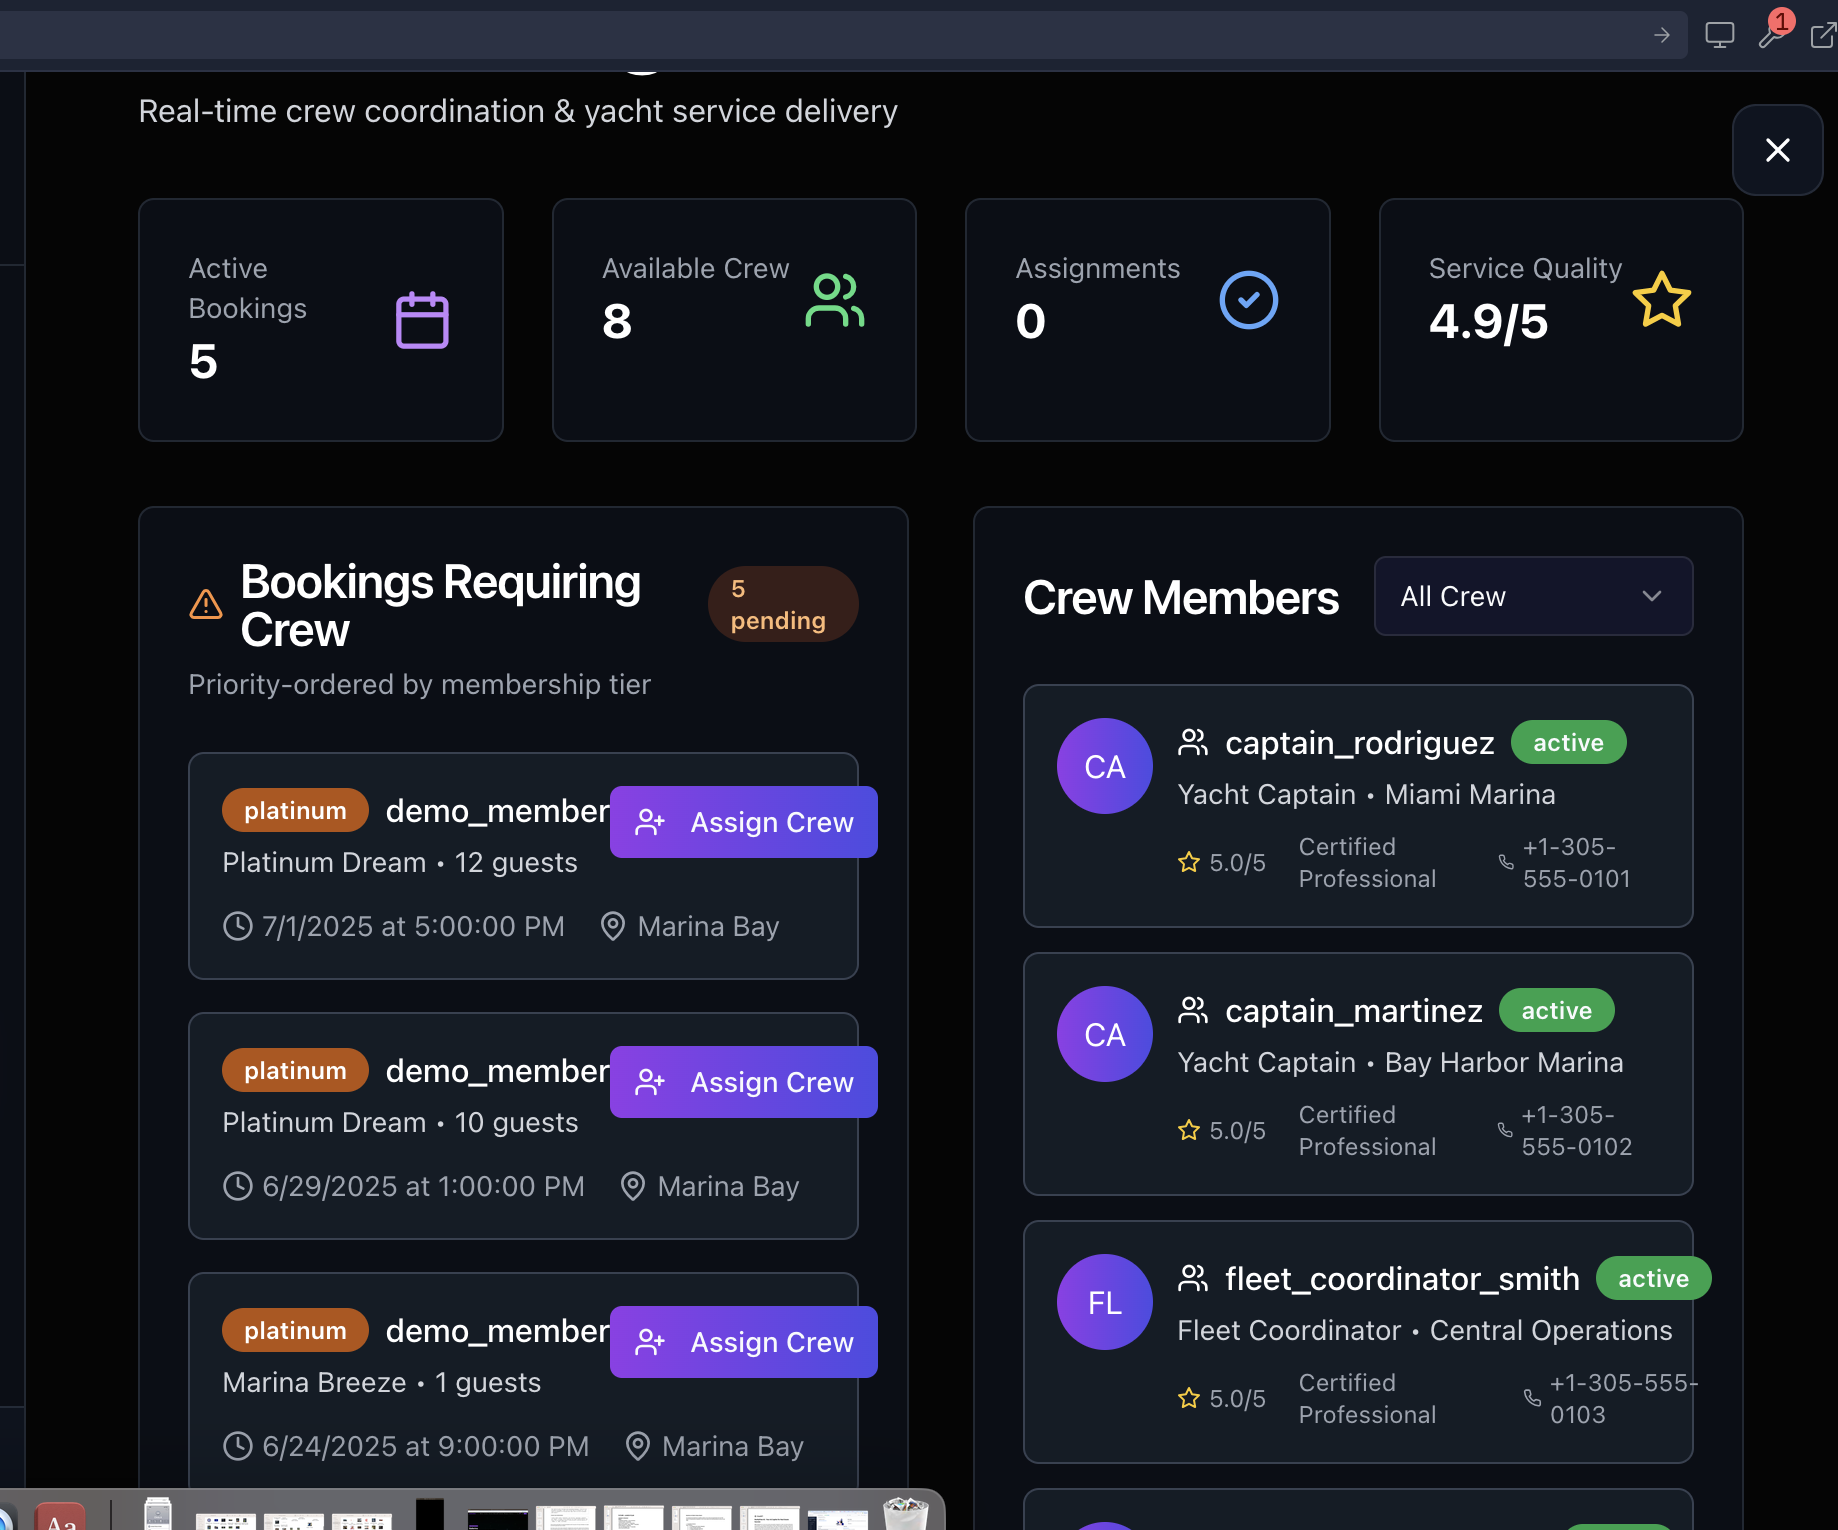 1
Real-time crew coordination & yacht service delivery
Active
Bookings
5
Available Crew
8
Assignments
0
Service Quality
4.9/5
Bookings Requiring
Crew
5
pending
Priority-ordered by membership tier
platinum demo_member
Assign Crew
Platinum Dream • 12 guests
7/1/2025 at 5:00:00 PM Marina Bay
platinum demo_member
Assign Crew
Platinum Dream • 10 guests
6/29/2025 at 1:00:00 PM Marina Bay
platinum demo_member
Assign Crew
Marina Breeze • 1 guests
6/24/2025 at 9:00:00 PM Marina Bay
Crew Members
All Crew
CA
captain_rodriguez active
Yacht Captain • Miami Marina
5.0/5
Certified
Professional
+1-305-
555-0101
CA
captain_martinez active
Yacht Captain • Bay Harbor Marina
5.0/5
Certified
Professional
+1-305-
555-0102
FL
fleet_coordinator_smith active
Fleet Coordinator • Central Operations
5.0/5
Certified
Professional
+1-305-555-
0103
Aa